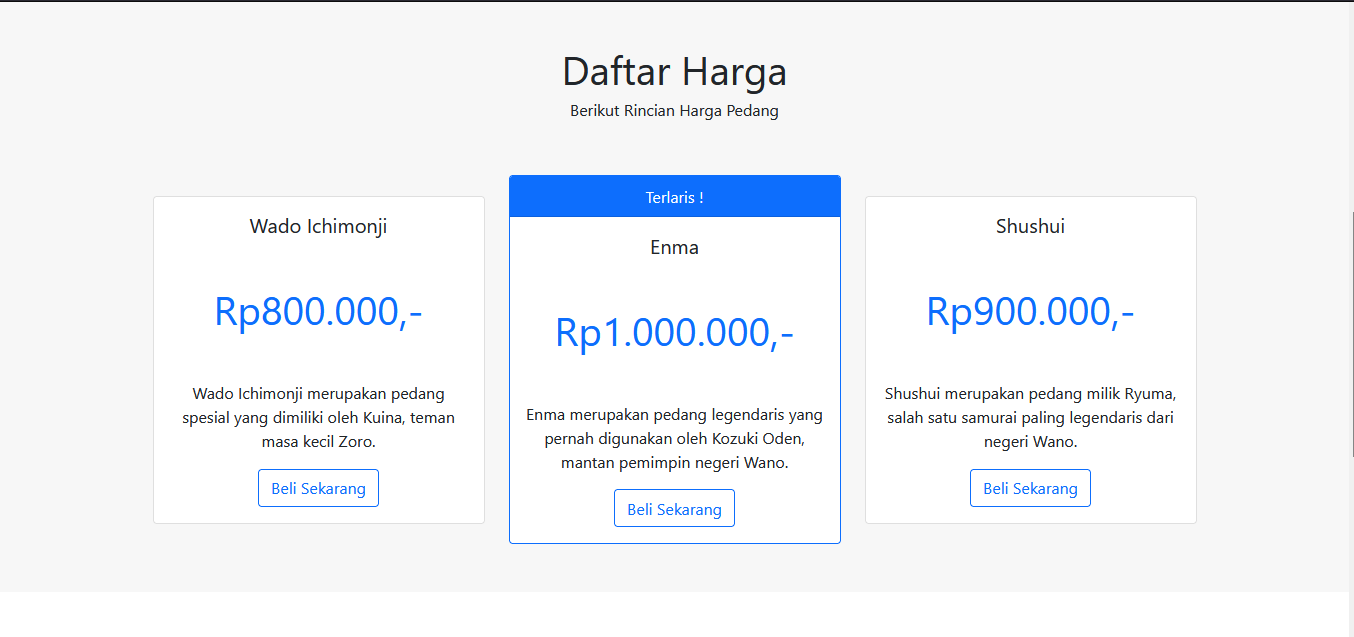 Daftar Harga
Berikut Rincian Harga Pedang
Wado Ichimonji
Rp800.000,-
Wado Ichimonji merupakan pedang
spesial yang dimiliki oleh Kuina, teman
masa kecil Zoro.
Beli Sekarang
Terlaris !
Enma
Rp1.000.000,-
Enma merupakan pedang legendaris yang
pernah digunakan oleh Kozuki Oden,
mantan pemimpin negeri Wano.
Beli Sekarang
Shushui
Rp900.000,-
Shushui merupakan pedang milik Ryuma,
salah satu samurai paling legendaris dari
negeri Wano.
Beli Sekarang